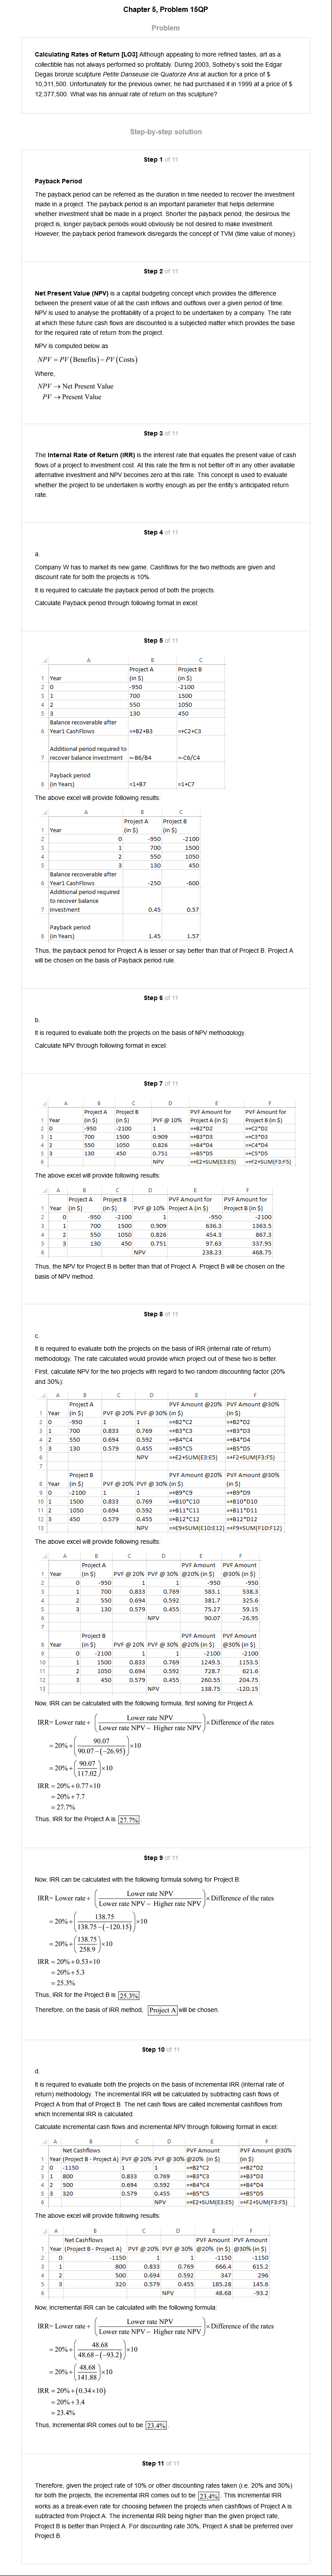 Chapter 5, Problem 15QP
Problem
Calculating Rates of Return [LO3] Although appealing to more refined tastes, art as a
collectible has not always performed so profitably. During 2003, Sotheby's sold the Edgar
Degas bronze sculpture Petite Danseuse de Quatorze Ans at auction for a price of $
10,311,500. Unfortunately for the previous owner, he had purchased it in 1999 at a price of $
12,377,500. What was his annual rate of return on this sculpture?
Step-by-step solution
Step 1 of 11
Payback Period
The payback period can be referred as the duration in time needed to recover the investment
made in a project. The payback period is an important parameter that helps determine
whether investment shall be made in a project. Shorter the payback period, the desirous the
project is, longer payback periods would obviously be not desired to make investment.
However, the payback period framework disregards the concept of TVM (time value of money).
Step 2 of 11
Net Present Value (NPV) is a capital budgeting concept which provides the difference
between the present value of all the cash inflows and outflows over a given period of time.
NPV is used to analyse the profitability of a project to be undertaken by a company. The rate
at which these future cash flows are discounted is a subjected matter which provides the base
for the required rate of return from the project.
NPV is computed below as
NPV = PV(Benefits) − PV(Costs)
Where,
NPV → Net Present Value
PV → Present Value
Step 3 of 11
The Internal Rate of Return (IRR) is the interest rate that equates the present value of cash
flows of a project to investment cost. At this rate the firm is not better off in any other available
alternative investment and NPV becomes zero at this rate. This concept is used to evaluate
whether the project to be undertaken is worthy enough as per the entity's anticipated return
rate.
Step 4 of 11
a.
Company W has to market its new game. Cashflows for the two methods are given and
discount rate for both the projects is 10%.
It is required to calculate the payback period of both the projects.
Calculate Payback period through following format in excel:
Step 5 of 11
A B C
Project A Project B
1 Year (in $) (in $)
2 0 -950 -2100
3 1 700 1500
4 2 550 1050
5 3 130 450
Balance recoverable after
6 Year1 CashFlows =+B2+B3 =+C2+C3
Additional period required to
7 recover balance investment =-B6/B4 =-C6/C4
Payback period
8 (in Years) =1+B7 =1+C7
The above excel will provide following results:
A B C
Project A Project B
1 Year (in $) (in $)
2 0 -950 -2100
3 1 700 1500
4 2 550 1050
5 3 130 450
Balance recoverable after
6 Year1 CashFlows -250 -600
Additional period required
to recover balance
7 investment 0.45 0.57
Payback period
8 (in Years) 1.45 1.57
Thus, the payback period for Project A is lesser or say better than that of Project B. Project A
will be chosen on the basis of Payback period rule.
Step 6 of 11
b.
It is required to evaluate both the projects on the basis of NPV methodology.
Calculate NPV through following format in excel:
Step 7 of 11
A B C D E F
Project A Project B PVF Amount for PVF Amount for
1 Year (in $) (in $) PVF @ 10% Project A (in $) Project B (in $)
2 0 -950 -2100 1 =+B2*D2 =+C2*D2
3 1 700 1500 0.909 =+B3*D3 =+C3*D3
4 2 550 1050 0.826 =+B4*D4 =+C4*D4
5 3 130 450 0.751 =+B5*D5 =+C5*D5
6 NPV =+E2+SUM(E3:E5) =+F2+SUM(F3:F5)
The above excel will provide following results:
A B C D E F
Project A Project B PVF Amount for PVF Amount for
1 Year (in $) (in $) PVF @ 10% Project A (in $) Project B (in $)
2 0 -950 -2100 1 -950 -2100
3 1 700 1500 0.909 636.3 1363.5
4 2 550 1050 0.826 454.3 867.3
5 3 130 450 0.751 97.63 337.95
6 NPV 238.23 468.75
Thus, the NPV for Project B is better than that of Project A. Project B will be chosen on the
basis of NPV method.
Step 8 of 11
c.
It is required to evaluate both the projects on the basis of IRR (internal rate of return)
methodology. The rate calculated would provide which project out of these two is better.
First, calculate NPV for the two projects with regard to two random discounting factor (20%
and 30%):
A B C D E F
Project A PVF Amount @20% PVF Amount @30%
1 Year (in $) PVF @ 20% PVF @ 30% (in $) (in $)
2 0 -950 1 1 =+B2*C2 =+B2*D2
3 1 700 0.833 0.769 =+B3*C3 =+B3*D3
4 2 550 0.694 0.592 =+B4*C4 =+B4*D4
5 3 130 0.579 0.455 =+B5*C5 =+B5*D5
6 NPV =+E2+SUM(E3:E5) =+F2+SUM(F3:F5)
7
Project B PVF Amount @20% PVF Amount @30%
8 Year (in $) PVF @ 20% PVF @ 30% (in $) (in $)
9 0 -2100 1 1 =+B9*C9 =+B9*D9
10 1 1500 0.833 0.769 =+B10*C10 =+B10*D10
11 2 1050 0.694 0.592 =+B11*C11 =+B11*D11
12 3 450 0.579 0.455 =+B12*C12 =+B12*D12
13 NPV =+E9+SUM(E10:E12) =+F9+SUM(F10:F12)
The above excel will provide following results:
A B C D E F
Project A PVF Amount PVF Amount
1 Year (in $) PVF @ 20% PVF @ 30% @20% (in $) @30% (in $)
2 0 -950 1 1 -950 -950
3 1 700 0.833 0.769 583.1 538.3
4 2 550 0.694 0.592 381.7 325.6
5 3 130 0.579 0.455 75.27 59.15
6 NPV 90.07 -26.95
7
Project B PVF Amount PVF Amount
8 Year (in $) PVF @ 20% PVF @ 30% @20% (in $) @30% (in $)
9 0 -2100 1 1 -2100 -2100
10 1 1500 0.833 0.769 1249.5 1153.5
11 2 1050 0.694 0.592 728.7 621.6
12 3 450 0.579 0.455 260.55 204.75
13 NPV 138.75 -120.15
Now, IRR can be calculated with the following formula, first solving for Project A:
IRR= Lower rate + (Lower rate NPV / Lower rate NPV − Higher rate NPV) × Difference of the rates
= 20% + (90.07 / 90.07 − (−26.95)) ×10
= 20% + (90.07 / 117.02) ×10
IRR = 20% + 0.77×10
= 20% + 7.7
= 27.7%
Thus, IRR for the Project A is 27.7%.
Step 9 of 11
Now, IRR can be calculated with the following formula solving for Project B:
IRR= Lower rate + (Lower rate NPV / Lower rate NPV − Higher rate NPV) × Difference of the rates
= 20% + (138.75 / 138.75 − (−120.15)) ×10
= 20% + (138.75 / 258.9) ×10
IRR = 20% + 0.53×10
= 20% + 5.3
= 25.3%
Thus, IRR for the Project B is 25.3%.
Therefore, on the basis of IRR method, Project A will be chosen.
Step 10 of 11
d.
It is required to evaluate both the projects on the basis of incremental IRR (internal rate of
return) methodology. The incremental IRR will be calculated by subtracting cash flows of
Project A from that of Project B. The net cash flows are called incremental cashflows from
which Incremental IRR is calculated.
Calculate incremental cash flows and incremental NPV through following format in excel:
A B C D E F
Net Cashflows PVF Amount PVF Amount @30%
1 Year (Project B - Project A) PVF @ 20% PVF @ 30% @20% (in $) (in $)
2 0 -1150 1 1 =+B2*C2 =+B2*D2
3 1 800 0.833 0.769 =+B3*C3 =+B3*D3
4 2 500 0.694 0.592 =+B4*C4 =+B4*D4
5 3 320 0.579 0.455 =+B5*C5 =+B5*D5
6 NPV =+E2+SUM(E3:E5) =+F2+SUM(F3:F5)
The above excel will provide following results:
A B C D E F
Net Cashflows PVF Amount PVF Amount
1 Year (Project B - Project A) PVF @ 20% PVF @ 30% @20% (in $) @30% (in $)
2 0 -1150 1 1 -1150 -1150
3 1 800 0.833 0.769 666.4 615.2
4 2 500 0.694 0.592 347 296
5 3 320 0.579 0.455 185.28 145.6
6 NPV 48.68 -93.2
Now, incremental IRR can be calculated with the following formula:
IRR= Lower rate + (Lower rate NPV / Lower rate NPV − Higher rate NPV) × Difference of the rates
= 20% + (48.68 / 48.68 − (−93.2)) ×10
= 20% + (48.68 / 141.88) ×10
IRR = 20% + (0.34×10)
= 20% + 3.4
= 23.4%
Thus, Incremental IRR comes out to be 23.4%.
Step 11 of 11
Therefore, given the project rate of 10% or other discounting rates taken (i.e. 20% and 30%)
for both the projects, the incremental IRR comes out to be 23.4%. This incremental IRR
works as a break-even rate for choosing between the projects when cashflows of Project A is
subtracted from Project A. The incremental IRR being higher than the given project rate,
Project B is better than Project A. For discounting rate 30%, Project A shall be preferred over
Project B.